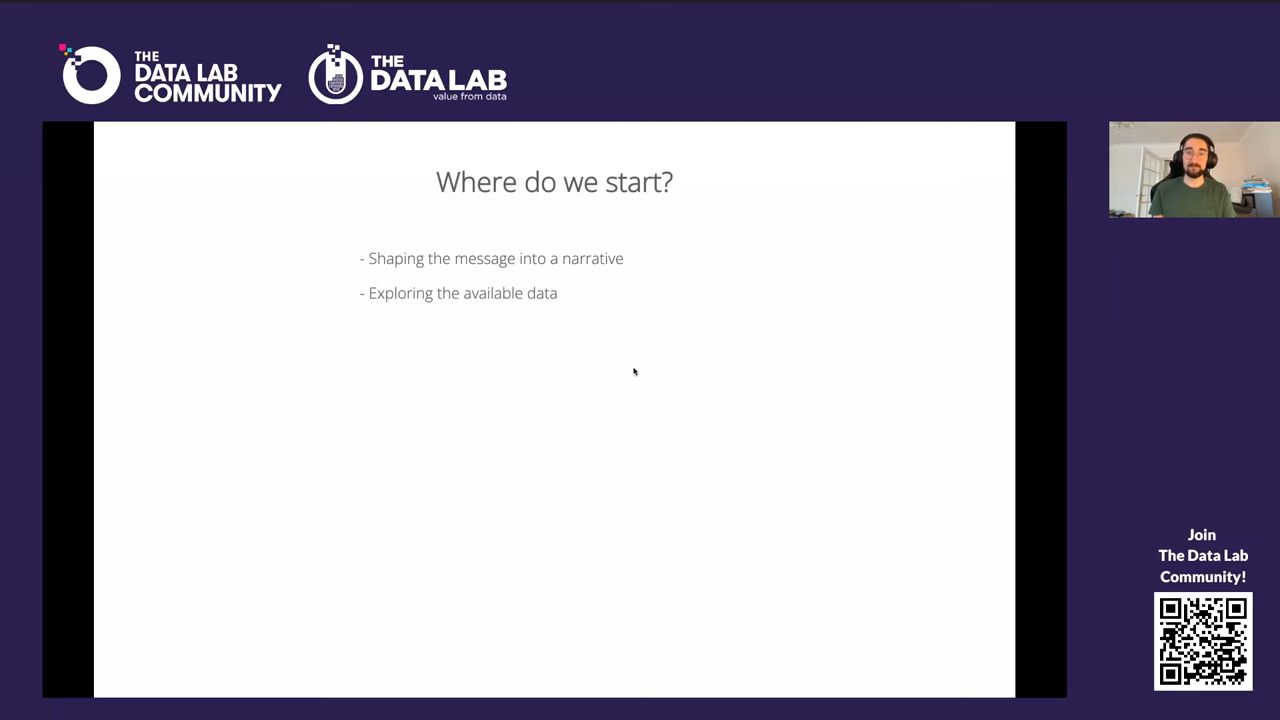 THE
DATA LAB
COMMUNITY
THE
DATA LAB
value from data
Where do we start?
- Shaping the message into a narrative
- Exploring the available data
Join
The Data Lab
Community!